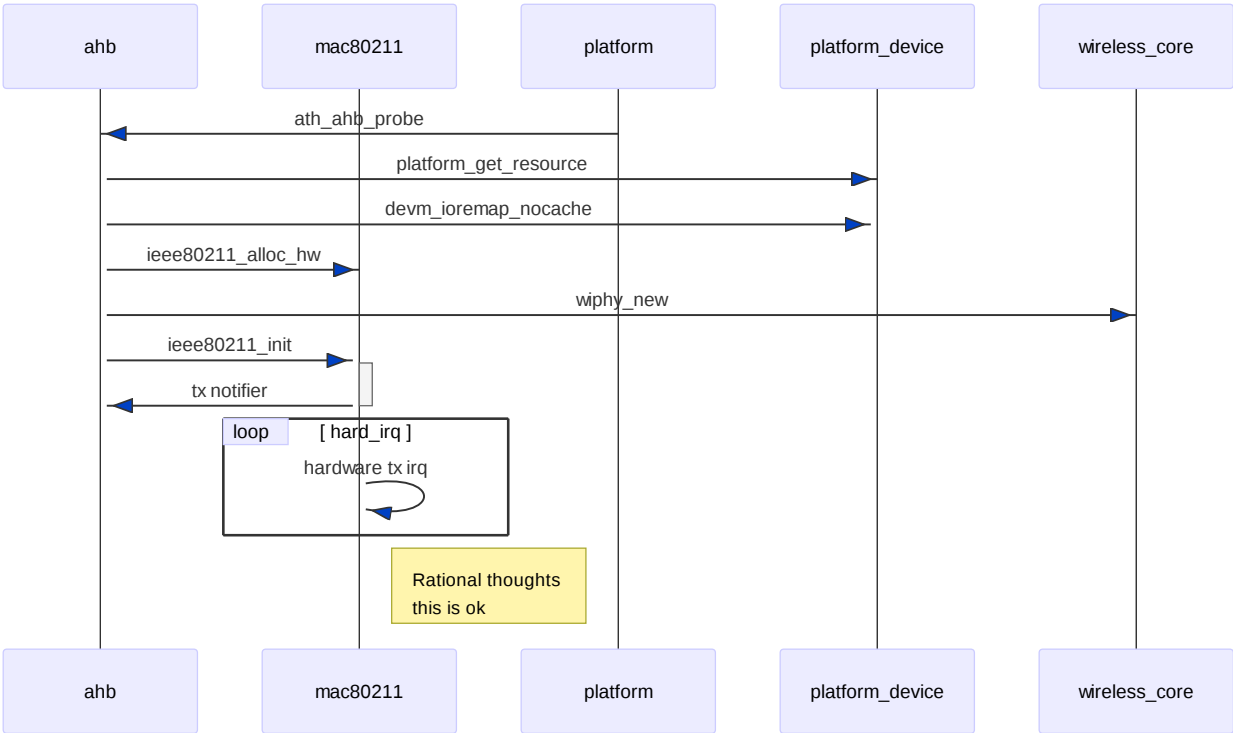 ahb
mac80211
platform
platform_device
wireless_core
ath_ahb_probe
platform_get_resource
devm_ioremap_nocache
ieee80211_alloc_hw
wiphy_new
ieee80211_init
tx notifier
loop [ hard_irq ]
hardware tx irq
Rational thoughts
this is ok
ahb
mac80211
platform
platform_device
wireless_core